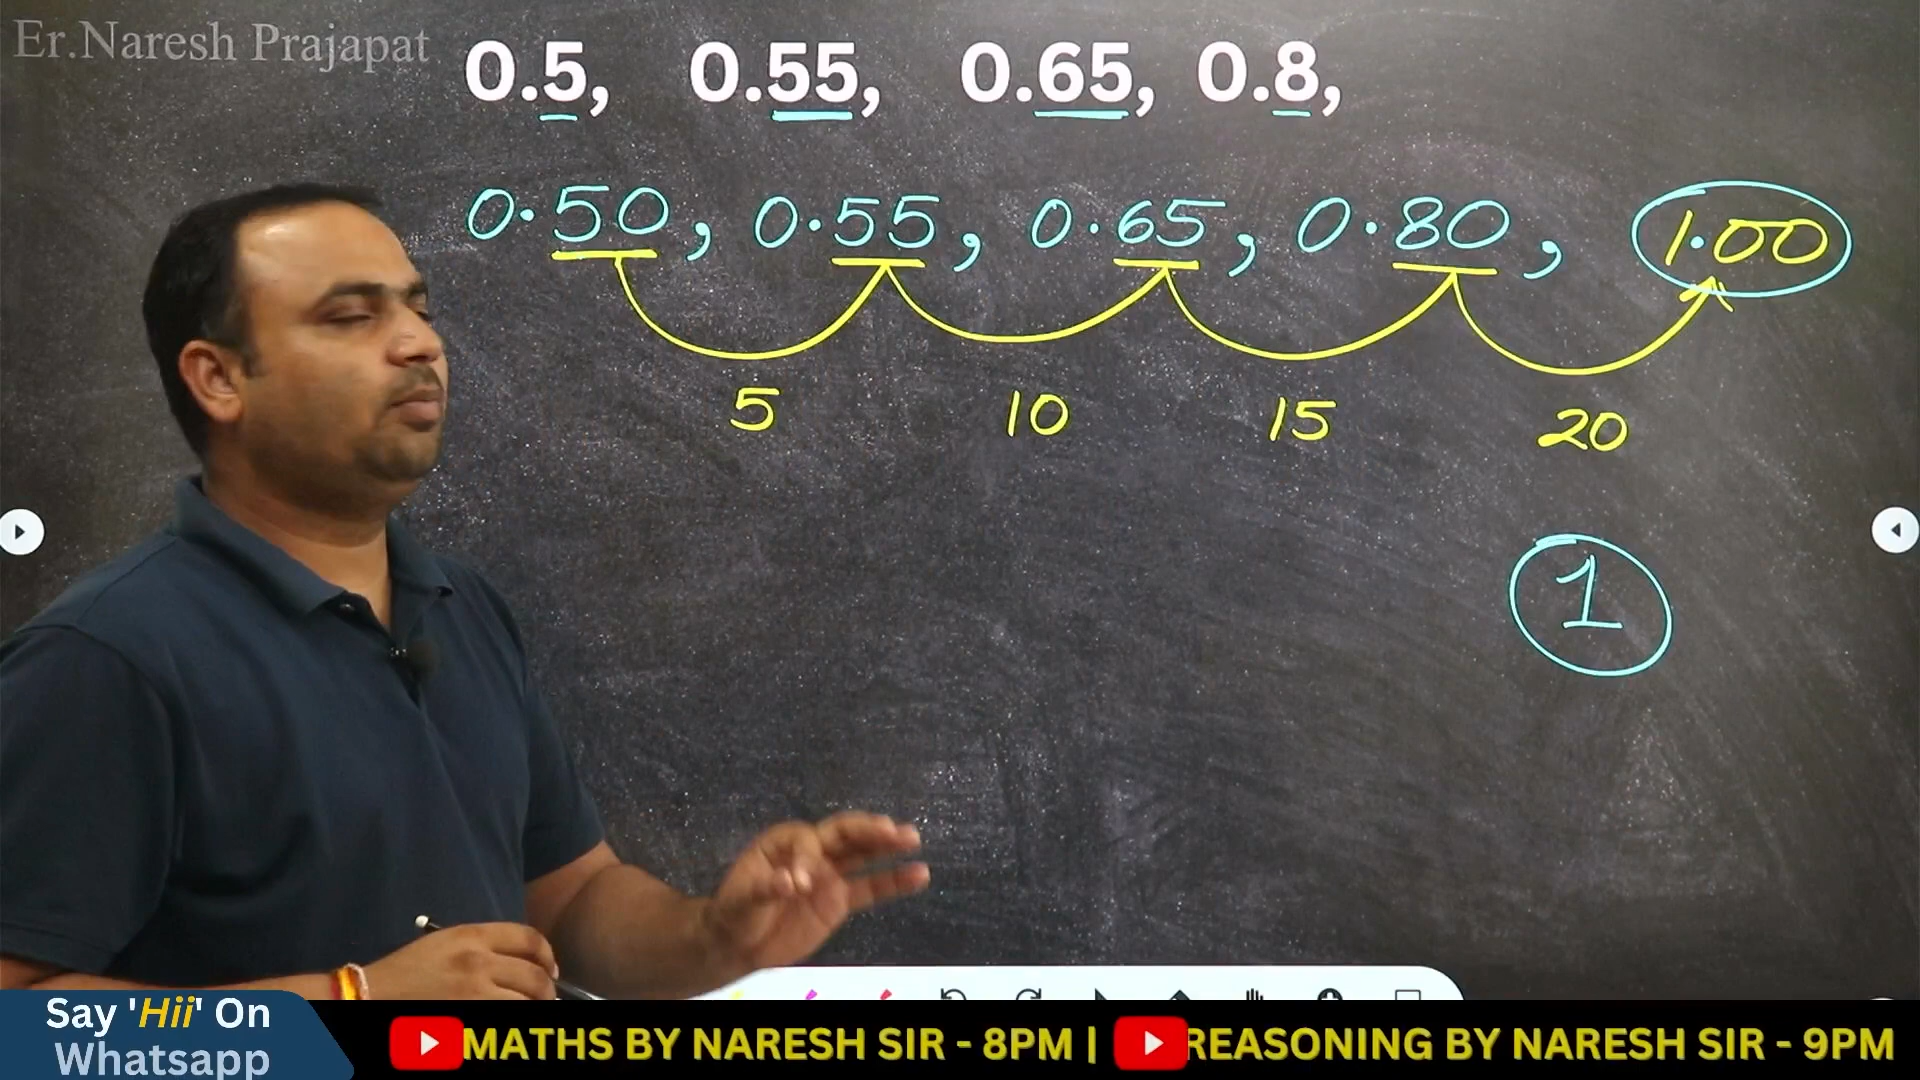 Er.Naresh Prajapat
0.5, 0.55, 0.65, 0.8,
0.50, 0.55, 0.65, 0.80, 1.00
5 10 15 20
1
Say 'Hii' On
Whatsapp
MATHS BY NARESH SIR - 8PM |
REASONING BY NARESH SIR - 9PM